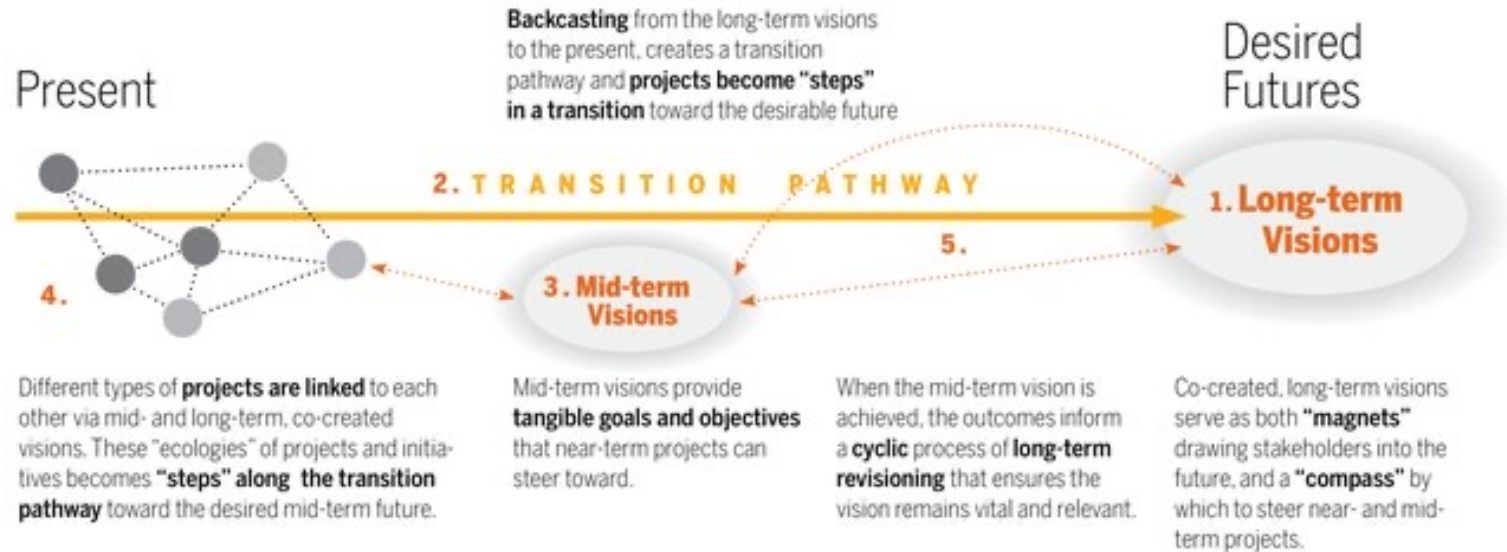 Backcasting from the long-term visions
to the present, creates a transition
pathway and projects become “steps”
in a transition toward the desirable future
Present
Desired
Futures
2. TRANSITION PATHWAY
1. Long-term
Visions
5.
3. Mid-term
Visions
4.
Different types of projects are linked to each
other via mid- and long-term, co-created
visions. These “ecologies” of projects and initia-
tives becomes “steps” along the transition
pathway toward the desired mid-term future.
Mid-term visions provide
tangible goals and objectives
that near-term projects can
steer toward.
When the mid-term vision is
achieved, the outcomes inform
a cyclic process of long-term
revisioning that ensures the
vision remains vital and relevant.
Co-created, long-term visions
serve as both “magnets”
drawing stakeholders into the
future, and a “compass” by
which to steer near- and mid-
term projects.